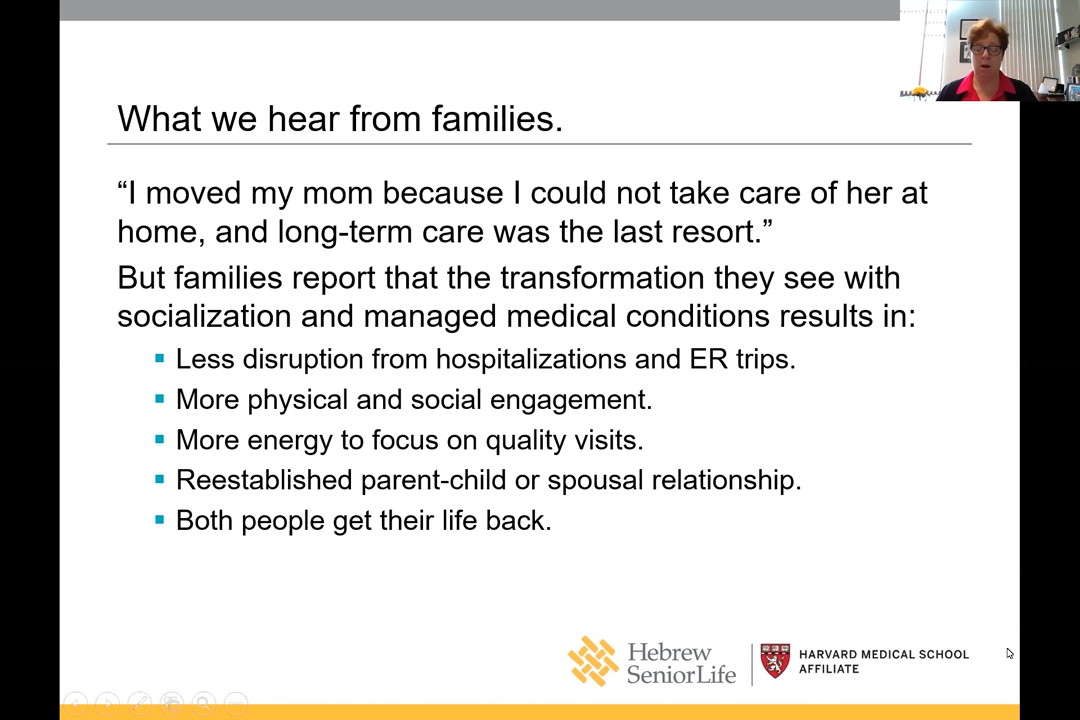 What we hear from families.
“I moved my mom because I could not take care of her at
home, and long-term care was the last resort.”
But families report that the transformation they see with
socialization and managed medical conditions results in:
Less disruption from hospitalizations and ER trips.
More physical and social engagement.
More energy to focus on quality visits.
Reestablished parent-child or spousal relationship.
Both people get their life back.
Hebrew
SeniorLife
HARVARD MEDICAL SCHOOL
AFFILIATE